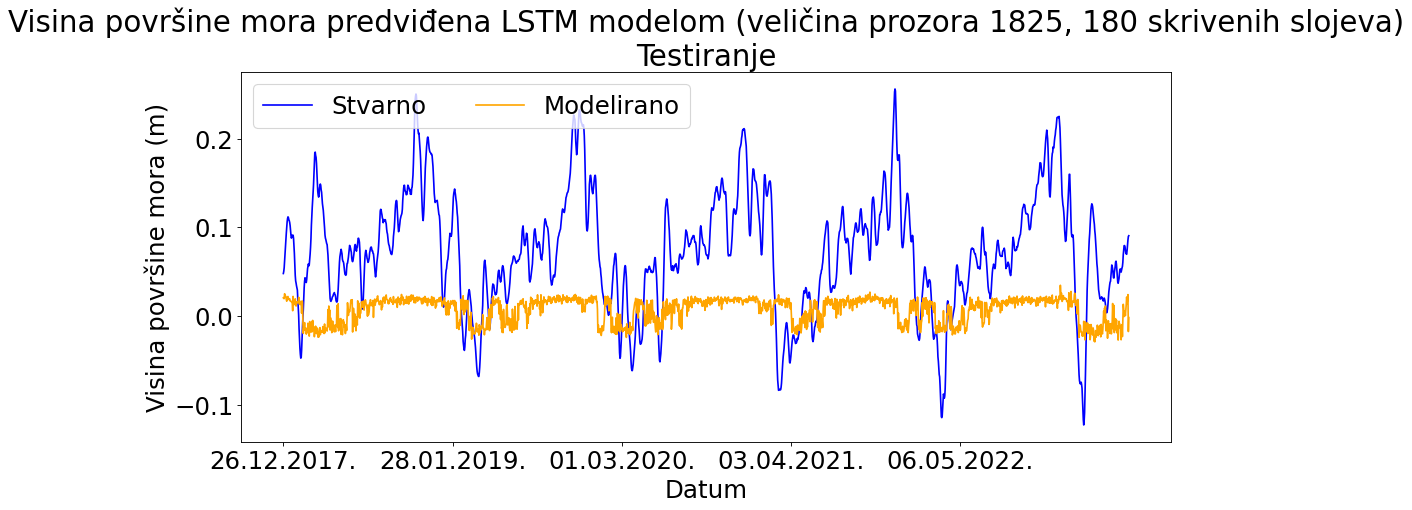 Visina površine mora predviđena LSTM modelom (veličina prozora 1825, 180 skrivenih slojeva)
Testiranje
Stvarno
Modelirano
Visina površine mora (m)
0.2
0.1
0.0
−0.1
26.12.2017.
28.01.2019.
01.03.2020.
03.04.2021.
06.05.2022.
Datum